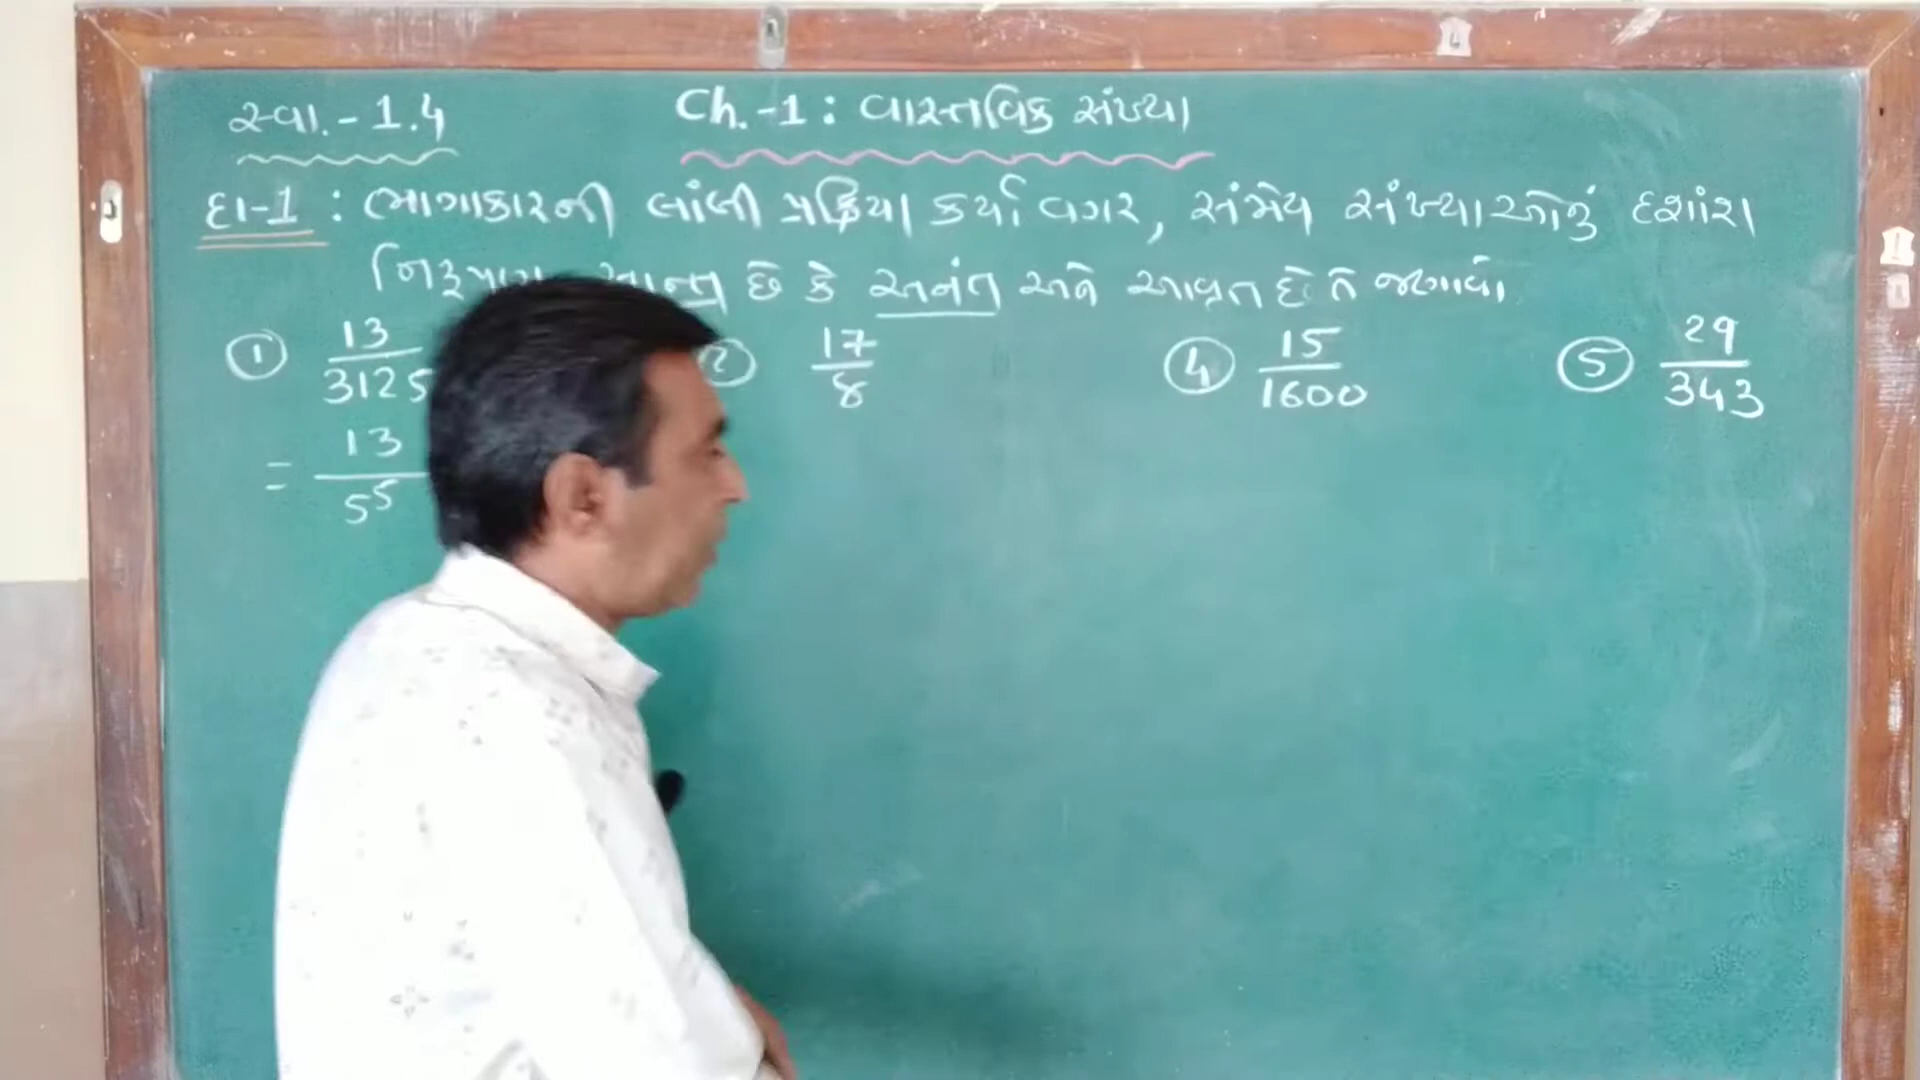 સ્વા.-1.4
Ch.-1 : વાસ્તવિક સંખ્યા
દા-1 : ભાગાકારની લાંબી પ્રક્રિયા કર્યા વગર, સંમેય સંખ્યાઓનું દશાંશ
છે કે અનંત અને આવૃત્ત છે તે જણાવો
① 13/3125 ② 17/8 ④ 15/1600 ⑤ 29/343
= 13/5⁵